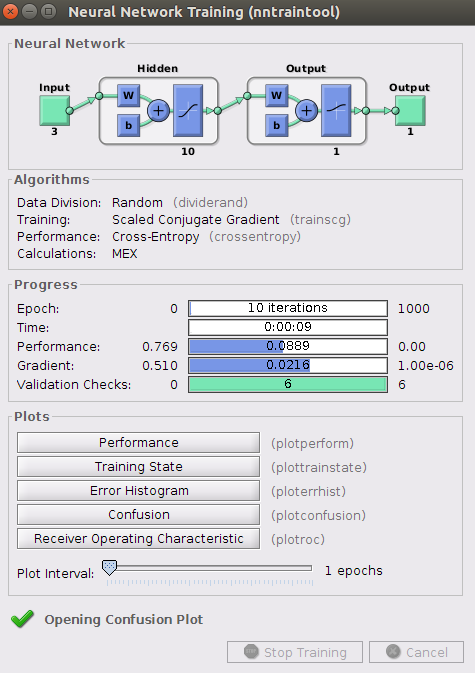 Neural Network Training (nntraintool)
Neural Network
Hidden Output
Input Output
W W
b b
+ +
3 1
10 1
Algorithms
Data Division: Random (dividerand)
Training: Scaled Conjugate Gradient (trainscg)
Performance: Cross-Entropy (crossentropy)
Calculations: MEX
Progress
Epoch: 0 10 iterations 1000
Time: 0:00:09
Performance: 0.769 0.0889 0.00
Gradient: 0.510 0.0216 1.00e-06
Validation Checks: 0 6 6
Plots
Performance (plotperform)
Training State (plottrainstate)
Error Histogram (ploterrhist)
Confusion (plotconfusion)
Receiver Operating Characteristic (plotroc)
Plot Interval: 1 epochs
Opening Confusion Plot
Stop Training Cancel